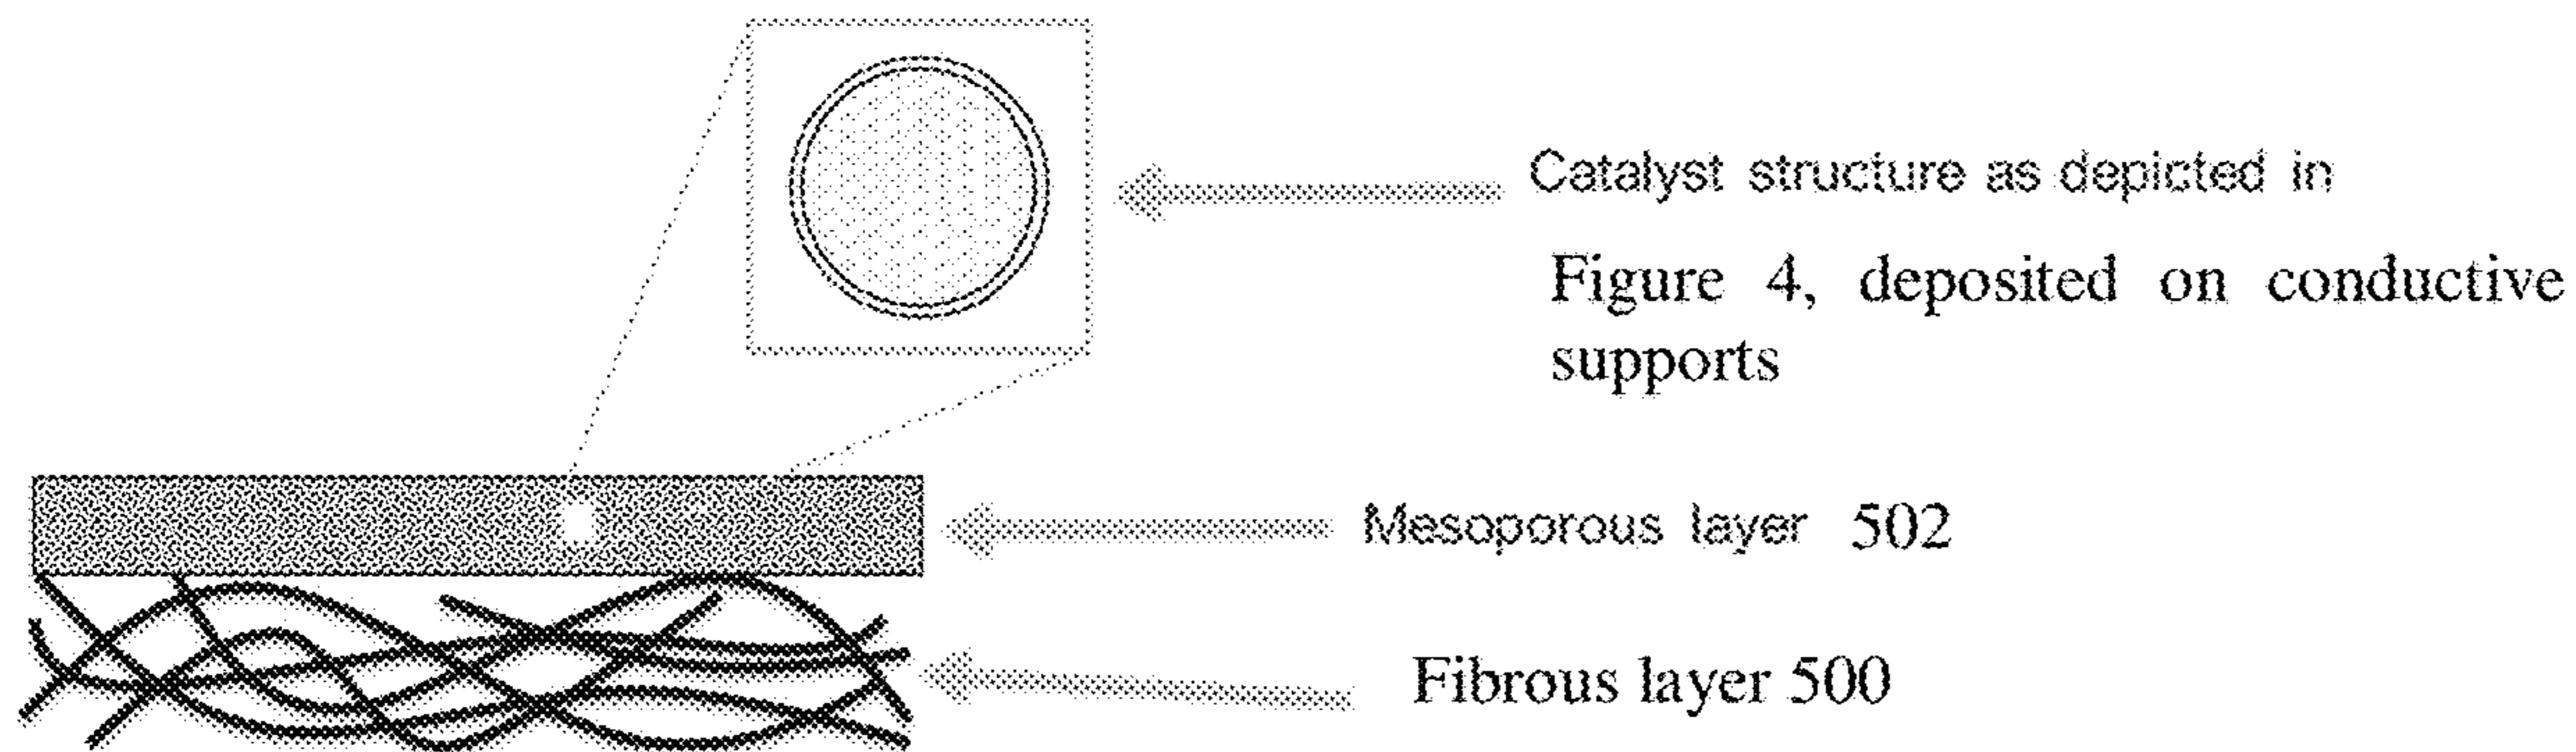 Catalyst structure as depicted in
Figure 4, deposited on conductive
supports
Mesoporous layer 502
Fibrous layer 500